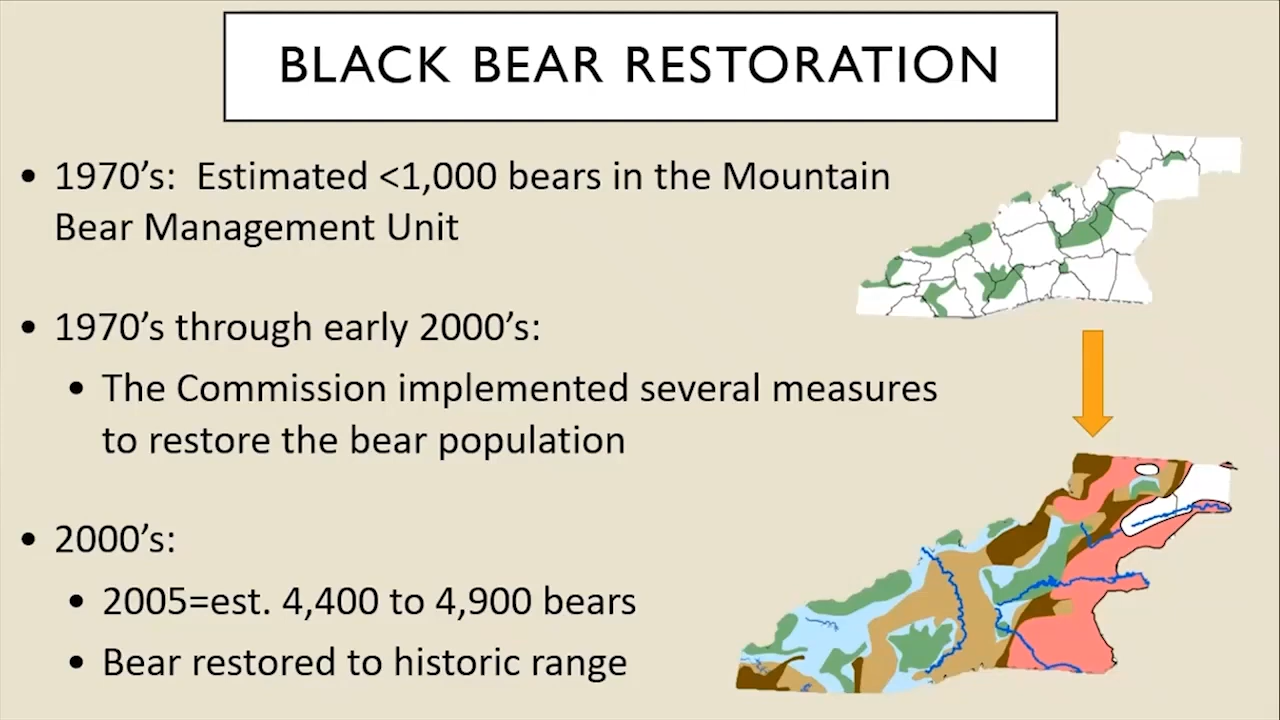 BLACK BEAR RESTORATION
• 1970’s:  Estimated <1,000 bears in the Mountain
Bear Management Unit
• 1970’s through early 2000’s:
• The Commission implemented several measures
to restore the bear population
• 2000’s:
• 2005=est. 4,400 to 4,900 bears
• Bear restored to historic range